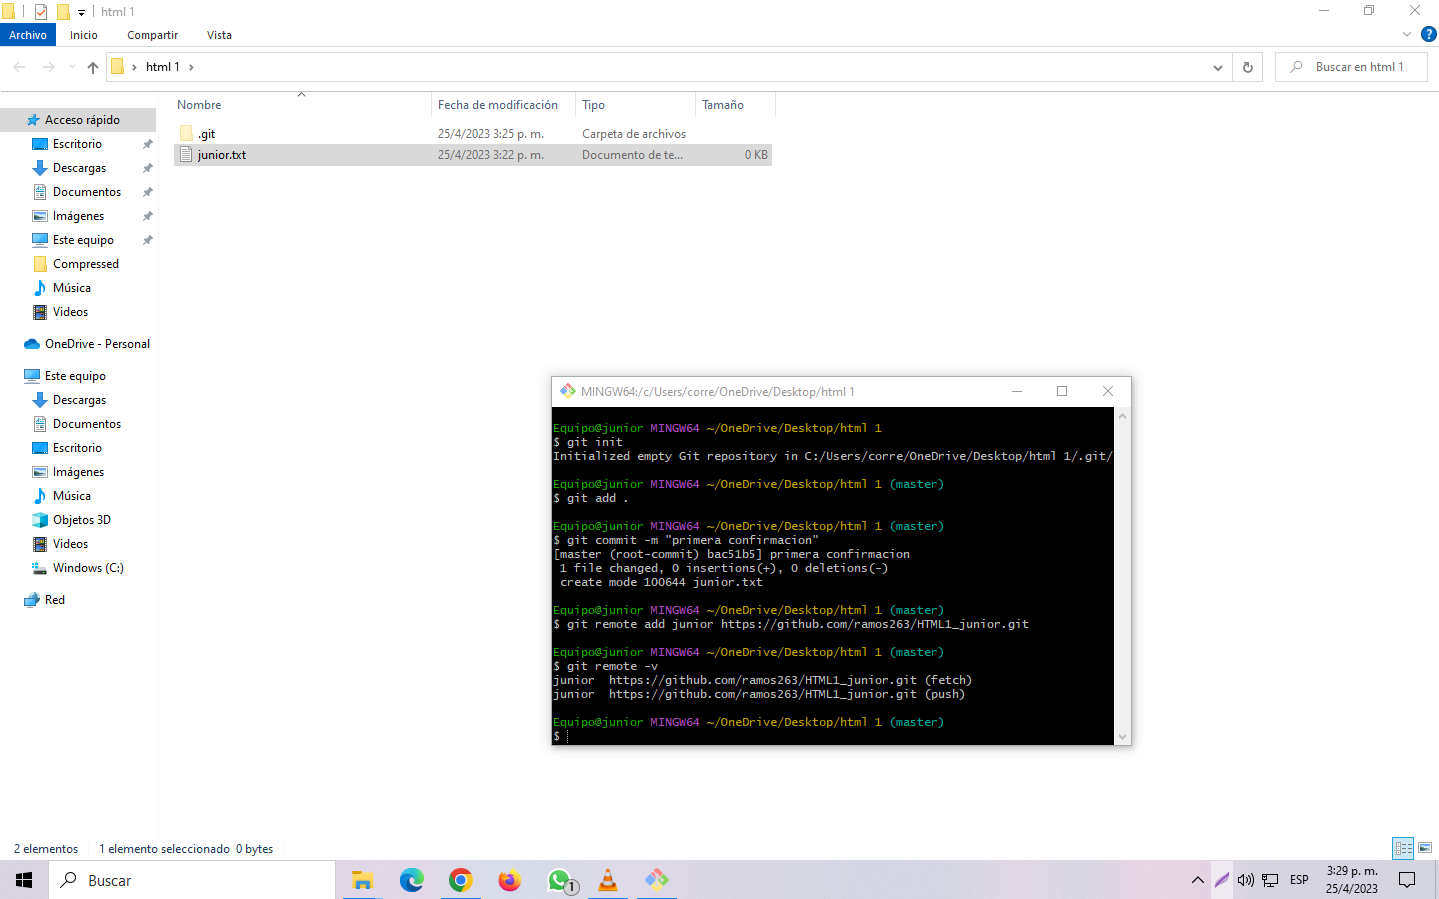 html 1
Archivo Inicio Compartir Vista
html 1
Buscar en html 1
Nombre Fecha de modificación Tipo Tamaño
.git 25/4/2023 3:25 p. m. Carpeta de archivos
junior.txt 25/4/2023 3:22 p. m. Documento de te... 0 KB
Acceso rápido
Escritorio
Descargas
Documentos
Imágenes
Este equipo
Compressed
Música
Videos
OneDrive - Personal
Este equipo
Descargas
Documentos
Escritorio
Imágenes
Música
Objetos 3D
Videos
Windows (C:)
Red
MINGW64:/c/Users/corre/OneDrive/Desktop/html 1
Equipo@junior MINGW64 ~/OneDrive/Desktop/html 1
$ git init
Initialized empty Git repository in C:/Users/corre/OneDrive/Desktop/html 1/.git/
Equipo@junior MINGW64 ~/OneDrive/Desktop/html 1 (master)
$ git add .
Equipo@junior MINGW64 ~/OneDrive/Desktop/html 1 (master)
$ git commit -m "primera confirmacion"
[master (root-commit) bac51b5] primera confirmacion
1 file changed, 0 insertions(+), 0 deletions(-)
create mode 100644 junior.txt
Equipo@junior MINGW64 ~/OneDrive/Desktop/html 1 (master)
$ git remote add junior https://github.com/ramos263/HTML1_junior.git
Equipo@junior MINGW64 ~/OneDrive/Desktop/html 1 (master)
$ git remote -v
junior https://github.com/ramos263/HTML1_junior.git (fetch)
junior https://github.com/ramos263/HTML1_junior.git (push)
Equipo@junior MINGW64 ~/OneDrive/Desktop/html 1 (master)
$
2 elementos 1 elemento seleccionado 0 bytes
Buscar
1
ESP
3:29 p. m.
25/4/2023